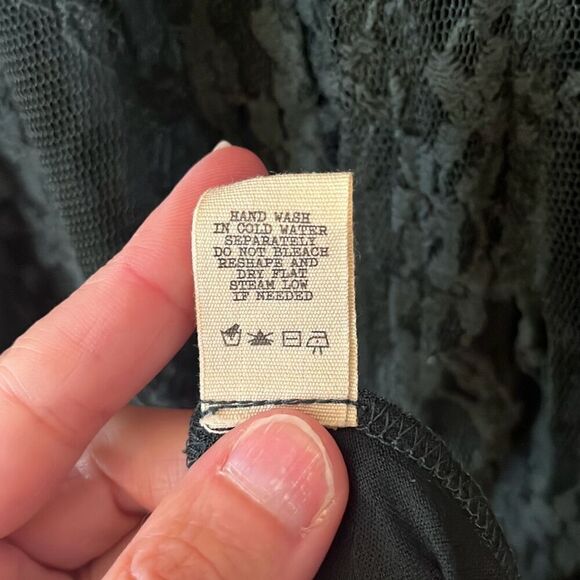 HAND WASH
IN COLD WATER
SEPARATELY
DO NOT BLEACH
RESHAPE AND
DRY FLAT
STEAM LOW
IF NEEDED